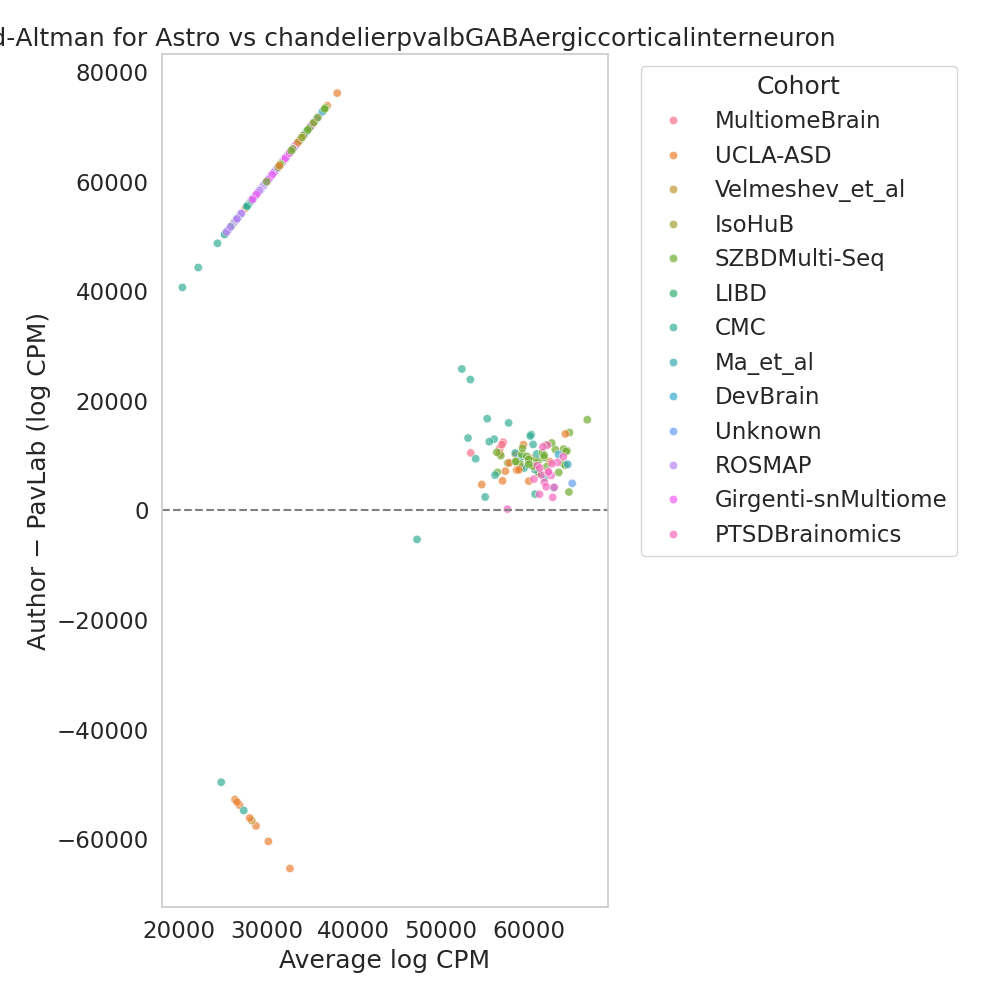 d-Altman for Astro vs chandelierpvalbGABAergiccorticalinterneuron
80000
60000
40000
20000
0
−20000
−40000
−60000
Author − PavLab (log CPM)
20000 30000 40000 50000 60000
Average log CPM
Cohort
MultiomeBrain
UCLA-ASD
Velmeshev_et_al
IsoHuB
SZBDMulti-Seq
LIBD
CMC
Ma_et_al
DevBrain
Unknown
ROSMAP
Girgenti-snMultiome
PTSDBrainomics